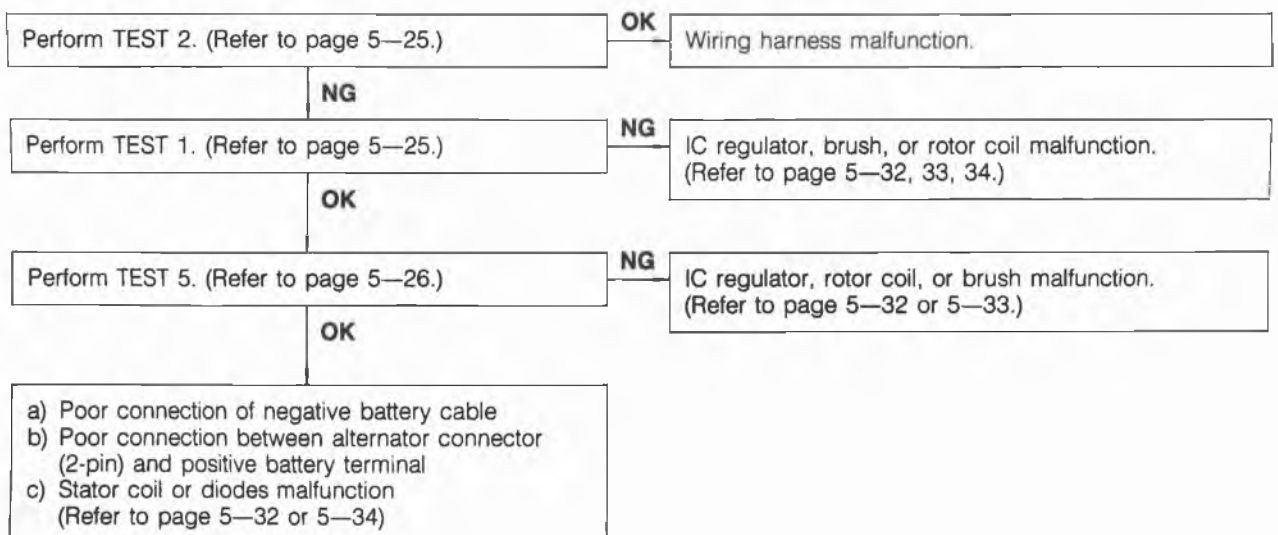 Perform TEST 2. (Refer to page 5—25.)
OK
Wiring harness malfunction.
NG
Perform TEST 1. (Refer to page 5—25.)
NG
IC regulator, brush, or rotor coil malfunction.
(Refer to page 5—32, 33, 34.)
OK
Perform TEST 5. (Refer to page 5—26.)
NG
IC regulator, rotor coil, or brush malfunction.
(Refer to page 5—32 or 5—33.)
OK
a) Poor connection of negative battery cable
b) Poor connection between alternator connector
(2-pin) and positive battery terminal
c) Stator coil or diodes malfunction
(Refer to page 5—32 or 5—34)